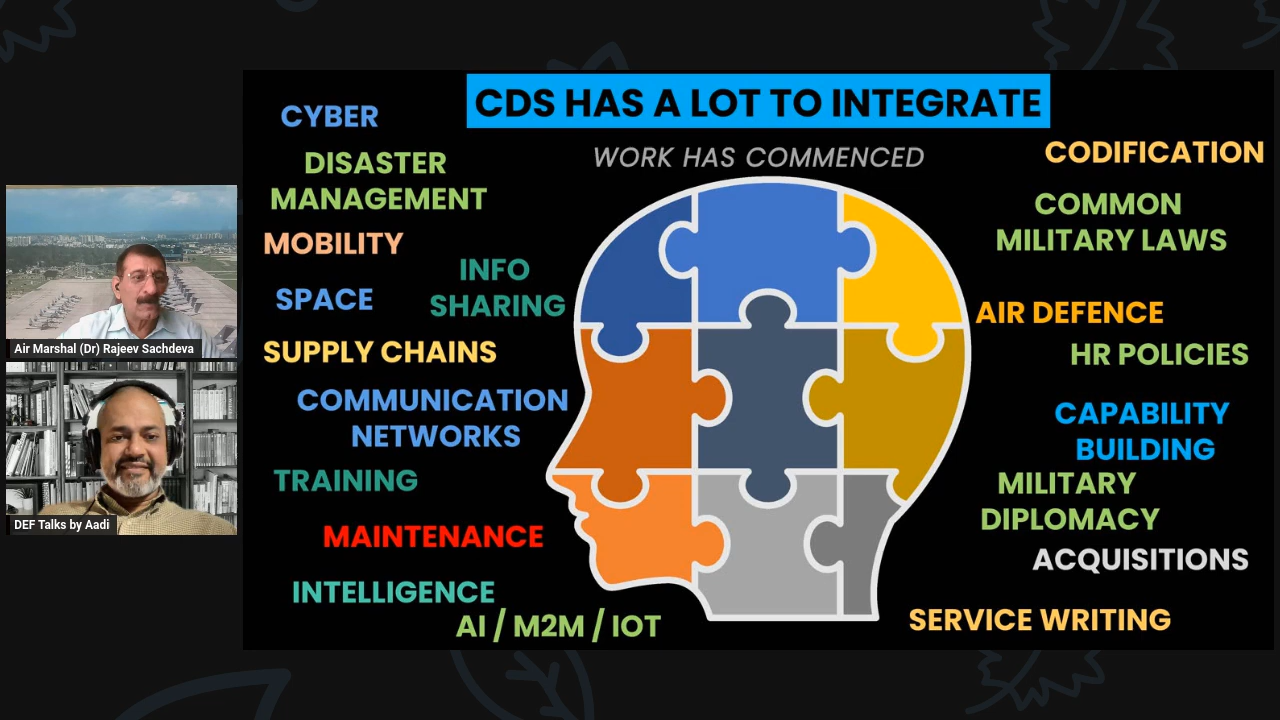 CDS HAS A LOT TO INTEGRATE
WORK HAS COMMENCED
CYBER
DISASTER
MANAGEMENT
MOBILITY
INFO
SHARING
SPACE
SUPPLY CHAINS
COMMUNICATION
NETWORKS
TRAINING
MAINTENANCE
INTELLIGENCE
AI / M2M / IOT
CODIFICATION
COMMON
MILITARY LAWS
AIR DEFENCE
HR POLICIES
CAPABILITY
BUILDING
MILITARY
DIPLOMACY
ACQUISITIONS
SERVICE WRITING
Air Marshal (Dr) Rajeev Sachdeva
DEF Talks by Aadi